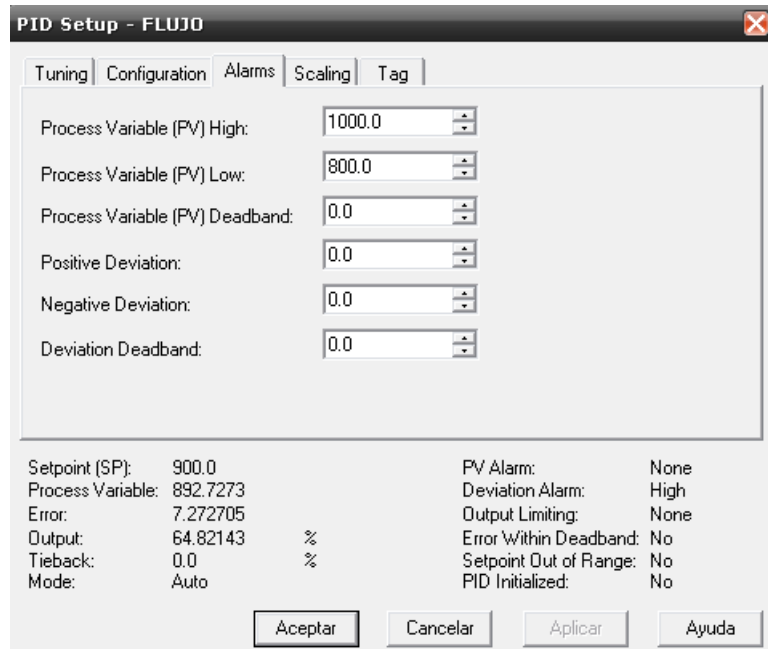 PID Setup - FLUJO
Tuning Configuration Alarms Scaling Tag
Process Variable (PV) High: 1000.0
Process Variable (PV) Low: 800.0
Process Variable (PV) Deadband: 0.0
Positive Deviation: 0.0
Negative Deviation: 0.0
Deviation Deadband: 0.0
Setpoint (SP): 900.0 PV Alarm: None
Process Variable: 892.7273 Deviation Alarm: High
Error: 7.272705 Output Limiting: None
Output: 64.82143 % Error Within Deadband: No
Tieback: 0.0 % Setpoint Out of Range: No
Mode: Auto PID Initialized: No
Aceptar Cancelar Aplicar Ayuda